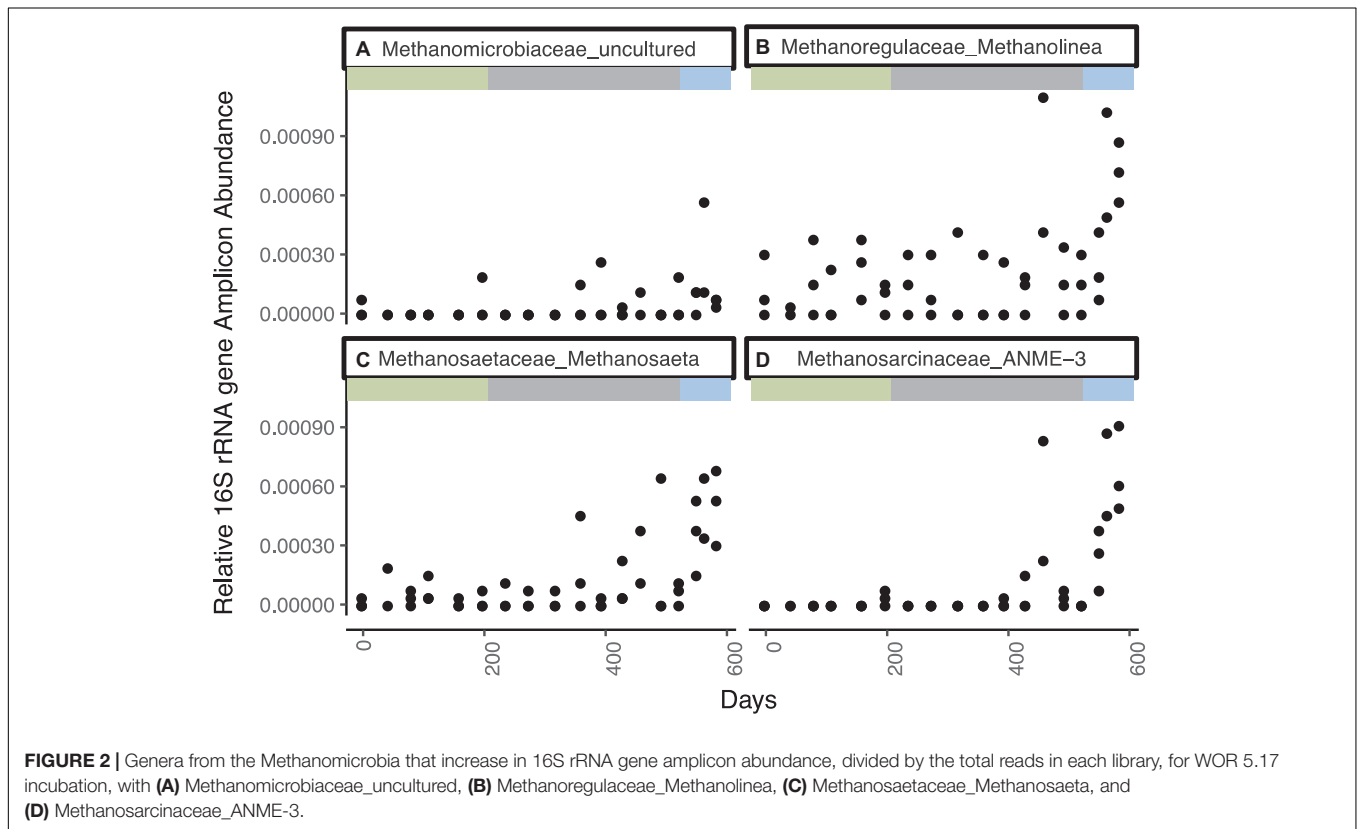 A Methanomicrobiaceae_uncultured
B Methanoregulaceae_Methanolinea
0.00090
0.00060
0.00030
0.00000
C Methanosaetaceae_Methanosaeta
D Methanosarcinaceae_ANME−3
0.00090
0.00060
0.00030
0.00000
Relative 16S rRNA gene Amplicon Abundance
0
200
400
600
0
200
400
600
Days
FIGURE 2 | Genera from the Methanomicrobia that increase in 16S rRNA gene amplicon abundance, divided by the total reads in each library, for WOR 5.17
incubation, with (A) Methanomicrobiaceae_uncultured, (B) Methanoregulaceae_Methanolinea, (C) Methanosaetaceae_Methanosaeta, and
(D) Methanosarcinaceae_ANME-3.